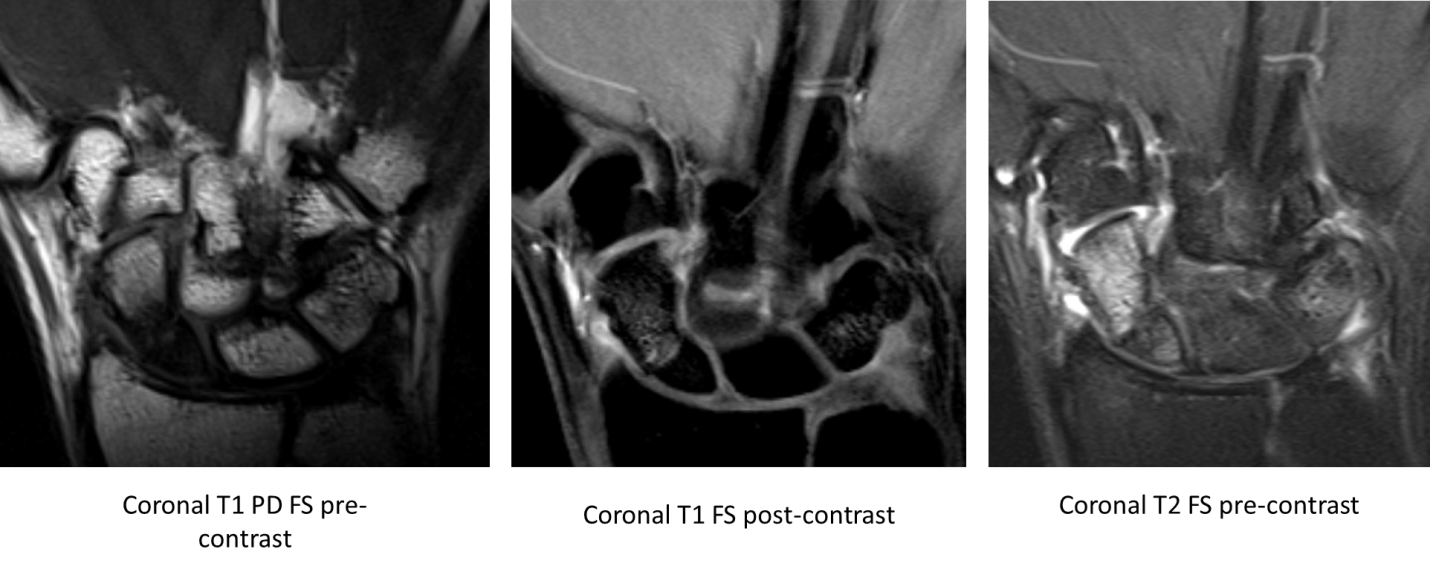 Coronal T1 PD FS pre-
contrast
Coronal T1 FS post-contrast
Coronal T2 FS pre-contrast